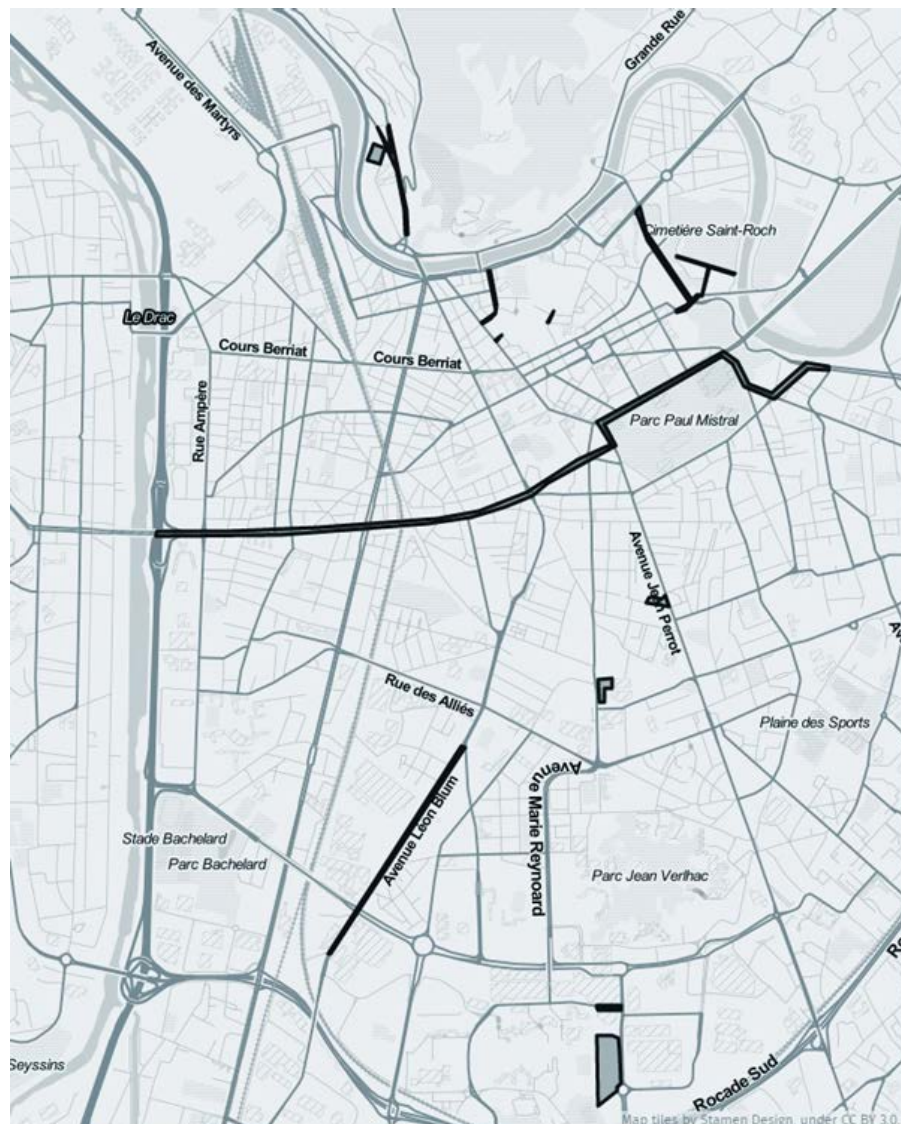 Avenue des Martyrs
Grande Rue
Cimetière Saint-Roch
Le Drac
Cours Berriat
Cours Berriat
Rue Ampère
Parc Paul Mistral
Avenue Jean Perrot
Rue des Alliés
Plaine des Sports
Avenue Marie Reynoard
Avenue Léon Blum
Stade Bachelard
Parc Bachelard
Parc Jean Verlhac
Seyssins
Rocade Sud
Map tiles by Stamen Design, under CC BY 3.0